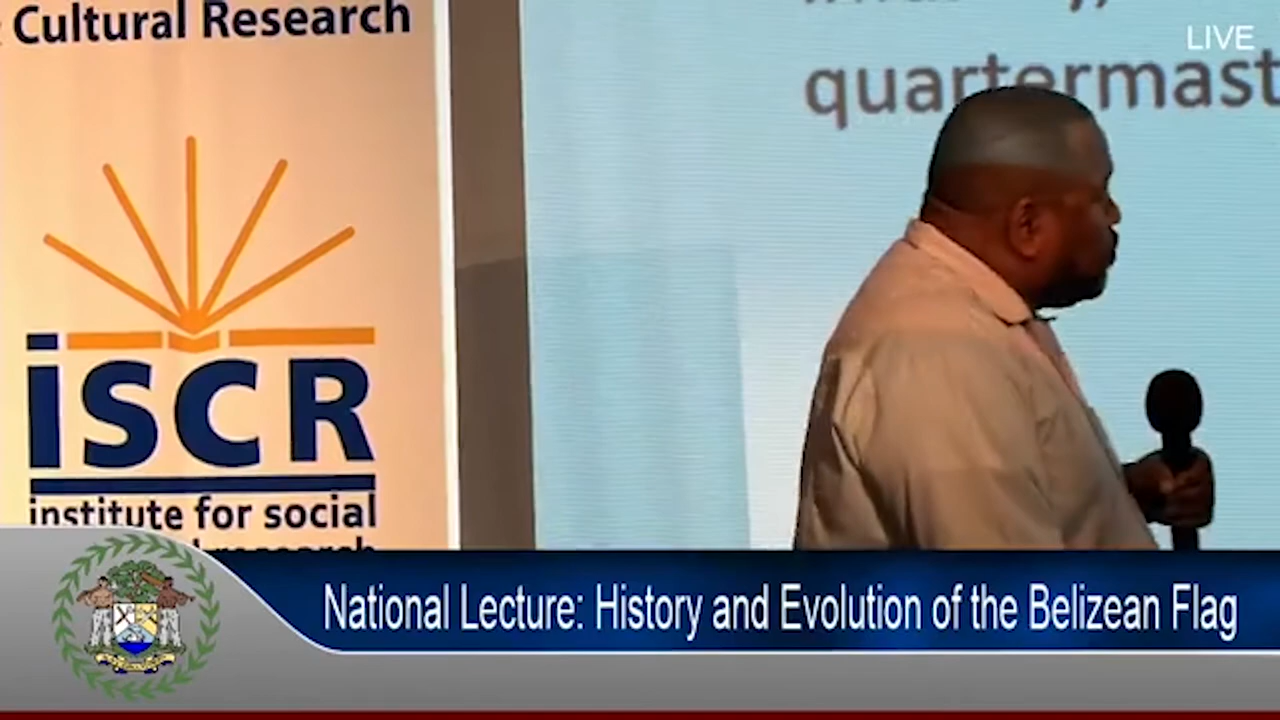 Cultural Research
LIVE
quartermast
iSCR
institute for social
National Lecture: History and Evolution of the Belizean Flag